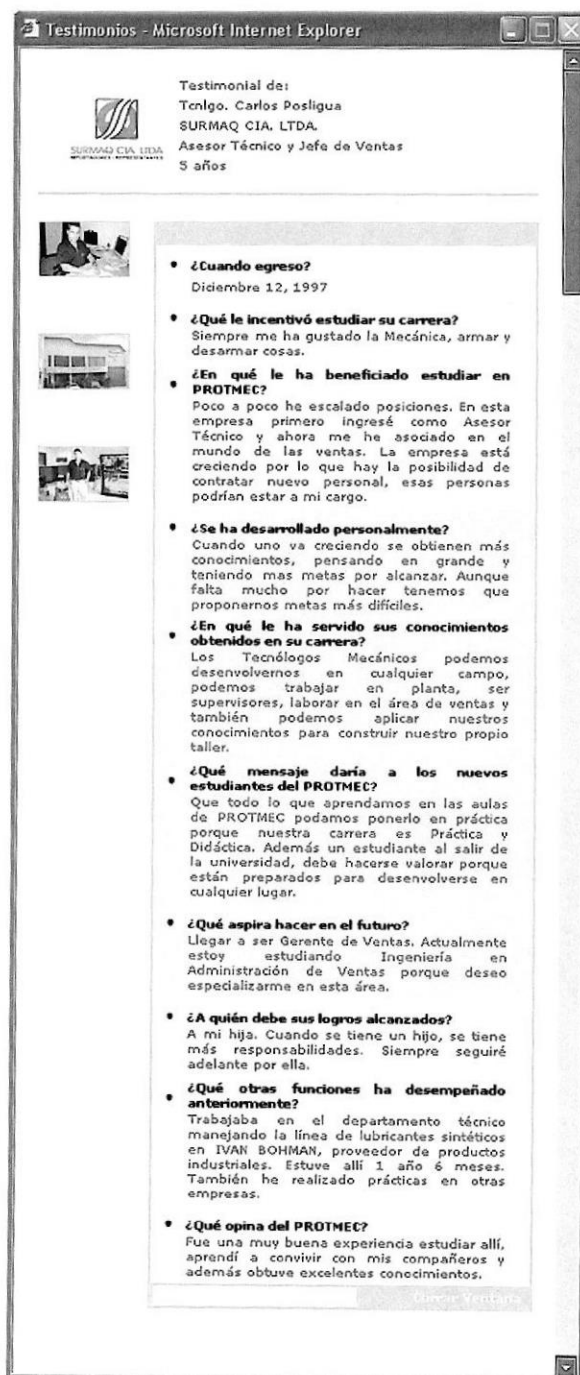 Testimonios - Microsoft Internet Explorer
Testimonial de:
Tcnlgo. Carlos Posligua
SURMAQ CIA. LTDA.
Asesor Técnico y Jefe de Ventas
5 años
SURMAQ CIA. LTDA
IMPORTADORES - REPRESENTANTES
• ¿Cuando egreso?
Diciembre 12, 1997
• ¿Qué le incentivó estudiar su carrera?
Siempre me ha gustado la Mecánica, armar y
desarmar cosas.
• ¿En qué le ha beneficiado estudiar en
PROTMEC?
Poco a poco he escalado posiciones. En esta
empresa primero ingresé como Asesor
Técnico y ahora me he asociado en el
mundo de las ventas. La empresa está
creciendo por lo que hay la posibilidad de
contratar nuevo personal, esas personas
podrían estar a mi cargo.
• ¿Se ha desarrollado personalmente?
Cuando uno va creciendo se obtienen más
conocimientos, pensando en grande y
teniendo mas metas por alcanzar. Aunque
falta mucho por hacer tenemos que
proponernos metas más difíciles.
• ¿En qué le ha servido sus conocimientos
obtenidos en su carrera?
Los Tecnólogos Mecánicos podemos
desenvolvernos en cualquier campo,
podemos trabajar en planta, ser
supervisores, laborar en el área de ventas y
también podemos aplicar nuestros
conocimientos para construir nuestro propio
taller.
• ¿Qué mensaje daría a los nuevos
estudiantes del PROTMEC?
Que todo lo que aprendamos en las aulas
de PROTMEC podamos ponerlo en práctica
porque nuestra carrera es Práctica y
Didáctica. Además un estudiante al salir de
la universidad, debe hacerse valorar porque
están preparados para desenvolverse en
cualquier lugar.
• ¿Qué aspira hacer en el futuro?
Llegar a ser Gerente de Ventas. Actualmente
estoy estudiando Ingeniería en
Administración de Ventas porque deseo
especializarme en esta área.
• ¿A quién debe sus logros alcanzados?
A mi hija. Cuando se tiene un hijo, se tiene
más responsabilidades. Siempre seguiré
adelante por ella.
• ¿Qué otras funciones ha desempeñado
anteriormente?
Trabajaba en el departamento técnico
manejando la línea de lubricantes sintéticos
en IVAN BOHMAN, proveedor de productos
industriales. Estuve allí 1 año 6 meses.
También he realizado prácticas en otras
empresas.
• ¿Qué opina del PROTMEC?
Fue una muy buena experiencia estudiar allí,
aprendí a convivir con mis compañeros y
además obtuve excelentes conocimientos.
Cerrar Ventana